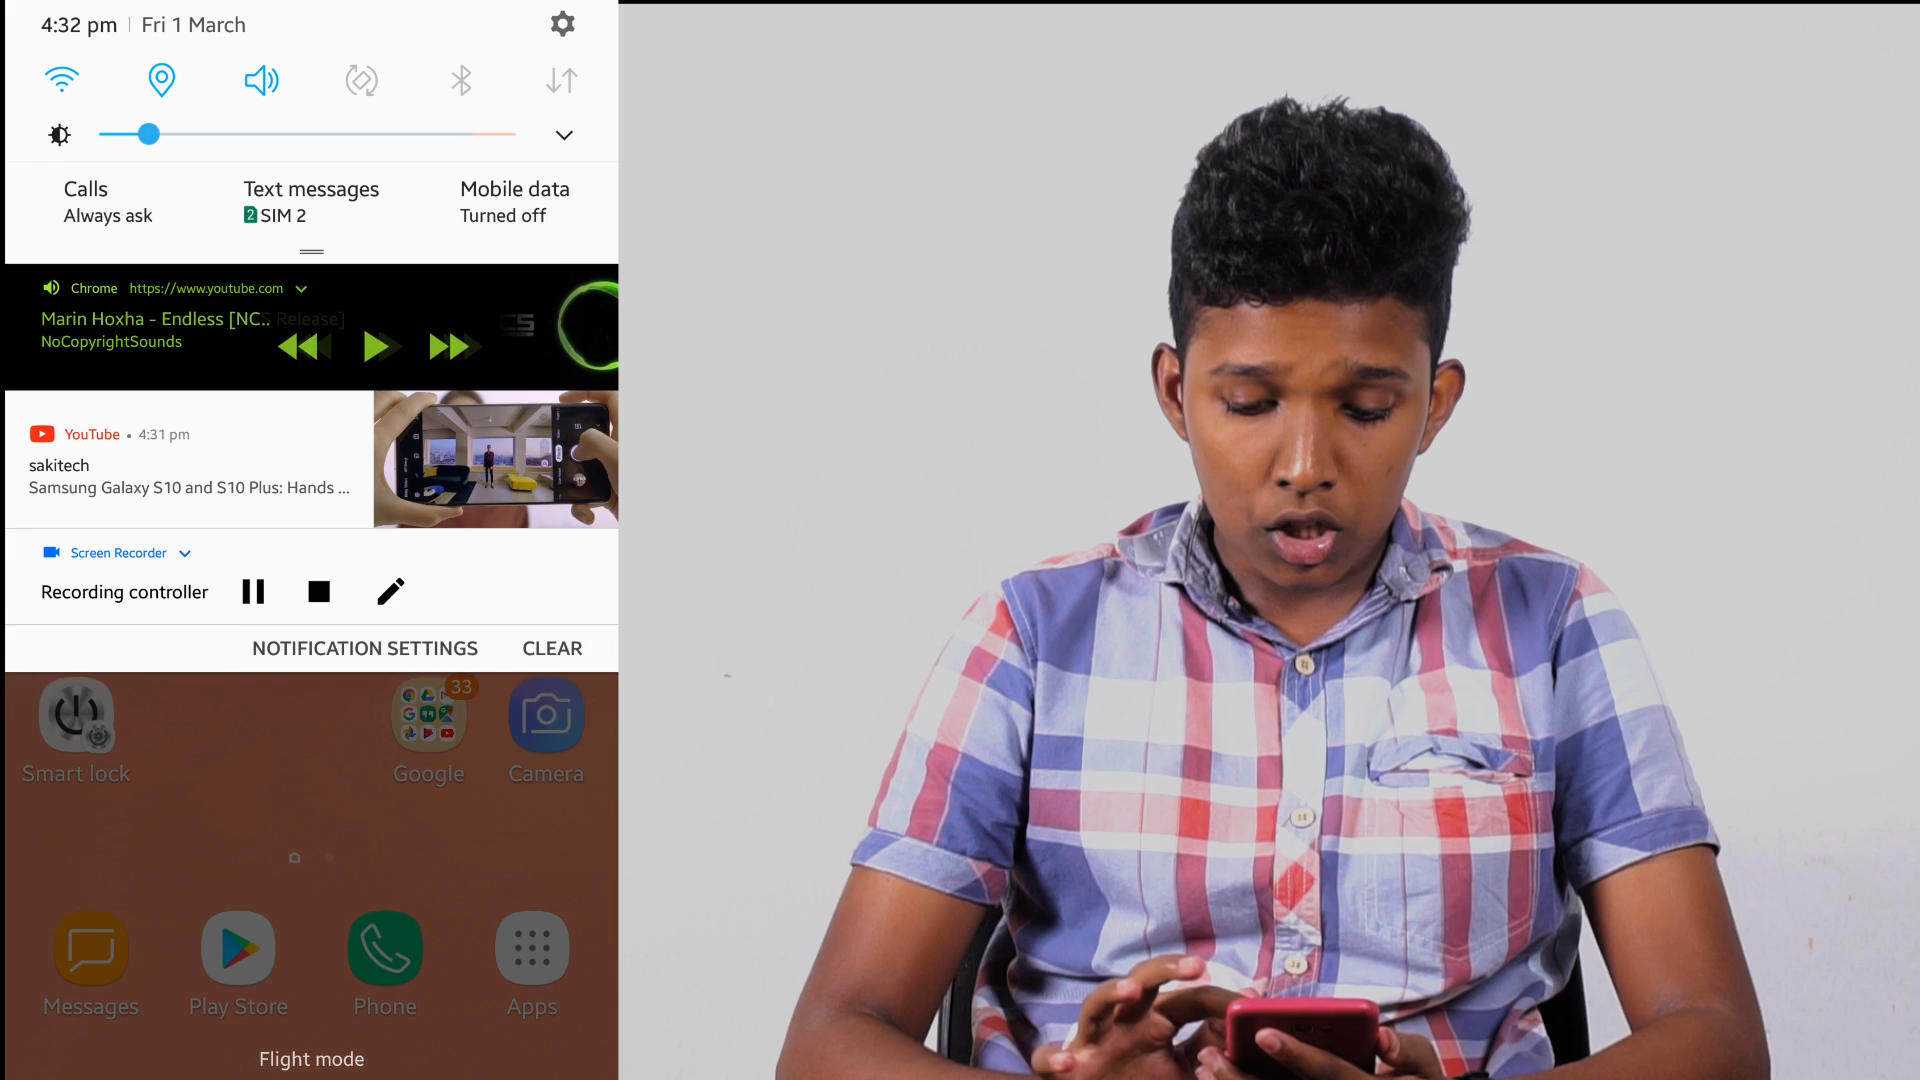 4:32 pm | Fri 1 March
Calls
Always ask
Text messages
2 SIM 2
Mobile data
Turned off
Chrome https://www.youtube.com
Marin Hoxha - Endless [NC.. S Release]
NoCopyrightSounds
CS
YouTube • 4:31 pm
sakitech
Samsung Galaxy S10 and S10 Plus: Hands ...
Screen Recorder
Recording controller
NOTIFICATION SETTINGS CLEAR
33
Smart lock
Google
Camera
Messages
Play Store
Phone
Apps
Flight mode